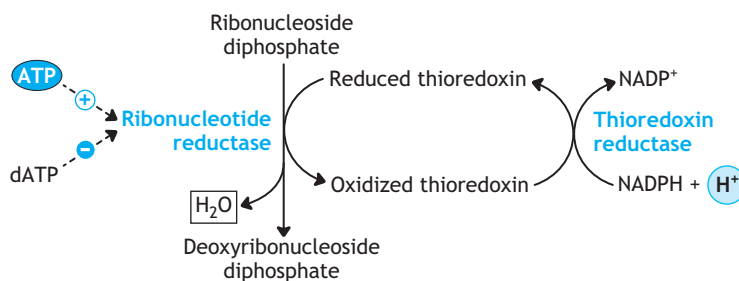 Ribonucleoside
diphosphate
ATP
+
Reduced thioredoxin
NADP⁺
Ribonucleotide
reductase
Thioredoxin
reductase
−
dATP
Oxidized thioredoxin
NADPH + H⁺
H₂O
Deoxyribonucleoside
diphosphate